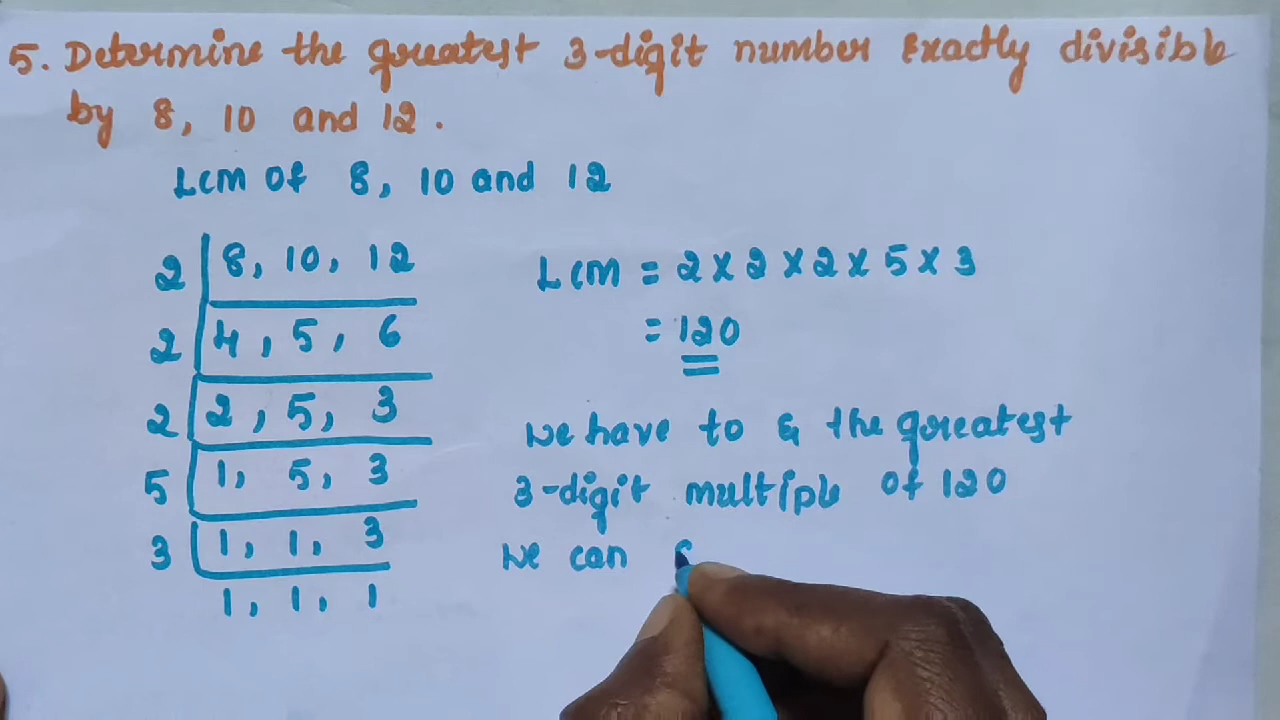 5. Determine the greatest 3-digit number Exactly divisible
by 8, 10 and 12.
LCM Of 8, 10 and 12
2 8, 10, 12
2 4, 5, 6
2 2, 5, 3
5 1, 5, 3
3 1, 1, 3
1, 1, 1
LCM = 2 × 2 × 2 × 5 × 3
= 120
We have to & the greatest
3-digit multiple Of 120
We can